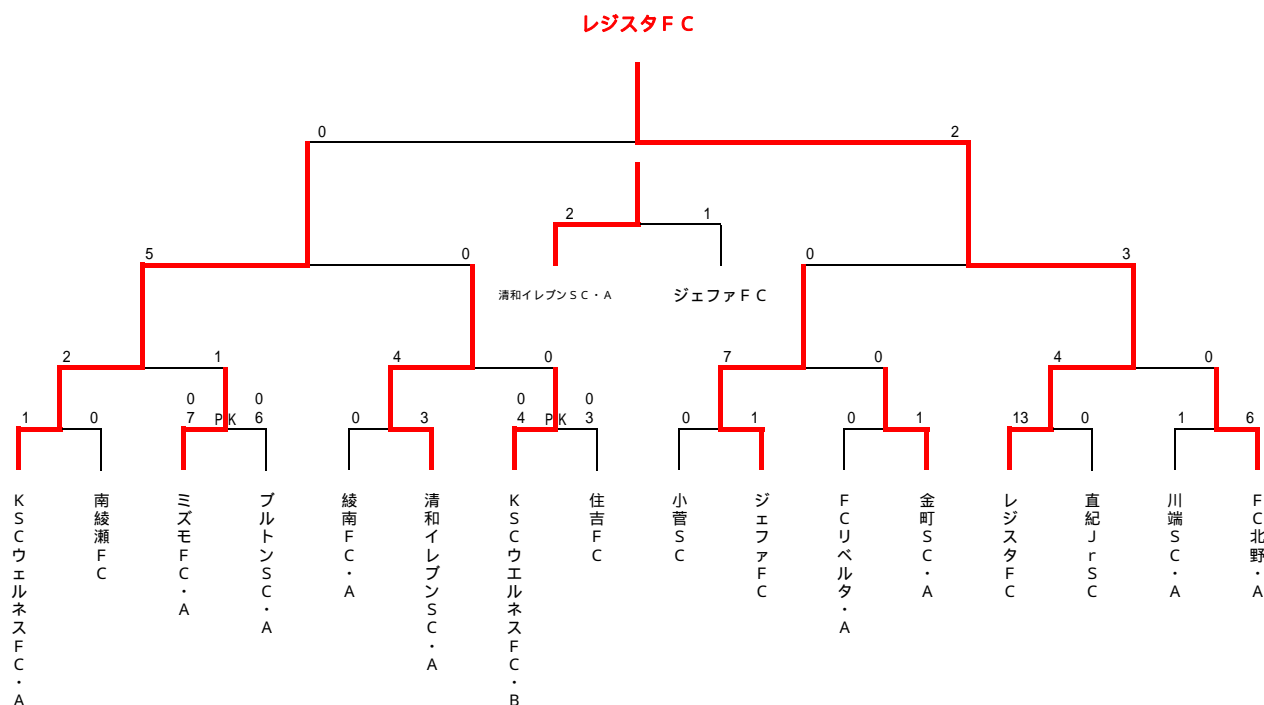 レジスタＦＣ
0 2
2 1
5 0 0 3
清和イレブンＳＣ・Ａ ジェファＦＣ
2 1 4 0 7 0 4 0
0 0 0 0
1 0 7 ＰＫ 6 0 3 4 ＰＫ 3 0 1 0 1 13 0 1 6
ＫＳＣウェルネスＦＣ・Ａ
南綾瀬ＦＣ
ミズモＦＣ・Ａ
ブルトンＳＣ・Ａ
綾南ＦＣ・Ａ
清和イレブンＳＣ・Ａ
ＫＳＣウエルネスＦＣ・Ｂ
住吉ＦＣ
小菅ＳＣ
ジェファＦＣ
ＦＣリベルタ・Ａ
金町ＳＣ・Ａ
レジスタＦＣ
直紀ＪｒＳＣ
川端ＳＣ・Ａ
ＦＣ北野・Ａ